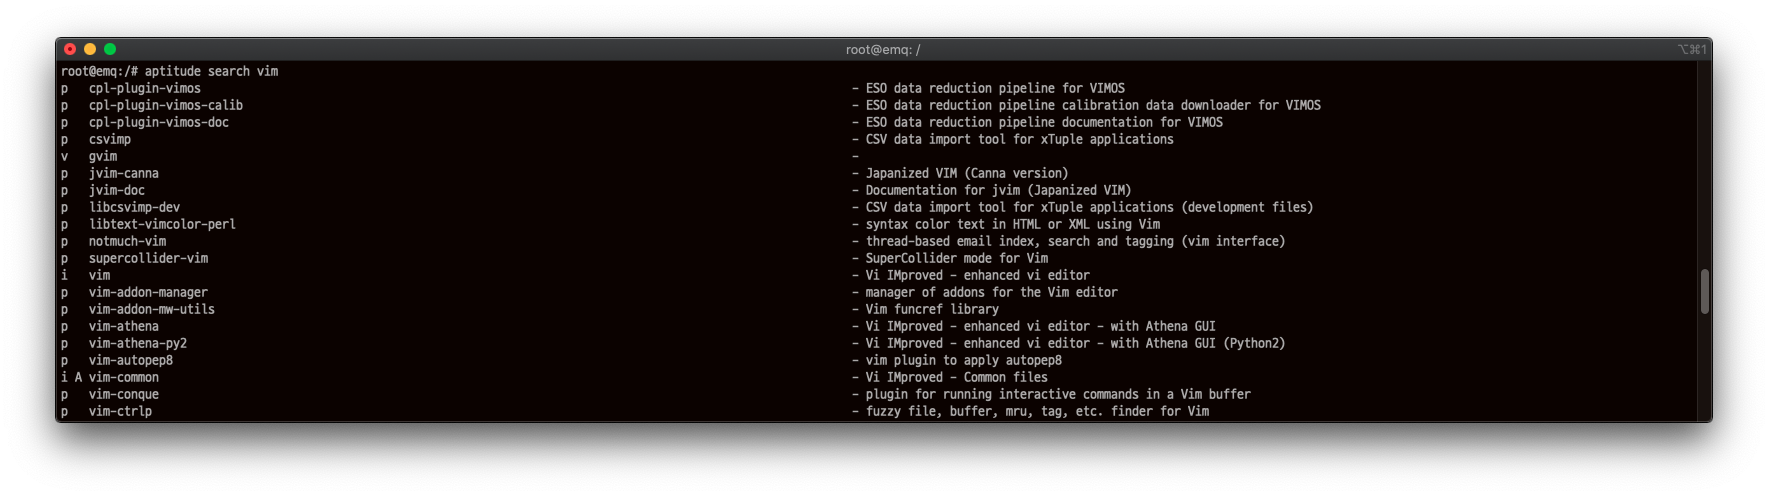 root@emq: /
⌥⌘1
root@emq:/# aptitude search vim
p   cpl-plugin-vimos - ESO data reduction pipeline for VIMOS
p   cpl-plugin-vimos-calib - ESO data reduction pipeline calibration data downloader for VIMOS
p   cpl-plugin-vimos-doc - ESO data reduction pipeline documentation for VIMOS
p   csvimp - CSV data import tool for xTuple applications
v   gvim -
p   jvim-canna - Japanized VIM (Canna version)
p   jvim-doc - Documentation for jvim (Japanized VIM)
p   libcsvimp-dev - CSV data import tool for xTuple applications (development files)
p   libtext-vimcolor-perl - syntax color text in HTML or XML using Vim
p   notmuch-vim - thread-based email index, search and tagging (vim interface)
p   supercollider-vim - SuperCollider mode for Vim
i   vim - Vi IMproved - enhanced vi editor
p   vim-addon-manager - manager of addons for the Vim editor
p   vim-addon-mw-utils - Vim funcref library
p   vim-athena - Vi IMproved - enhanced vi editor - with Athena GUI
p   vim-athena-py2 - Vi IMproved - enhanced vi editor - with Athena GUI (Python2)
p   vim-autopep8 - vim plugin to apply autopep8
i A vim-common - Vi IMproved - Common files
p   vim-conque - plugin for running interactive commands in a Vim buffer
p   vim-ctrlp - fuzzy file, buffer, mru, tag, etc. finder for Vim